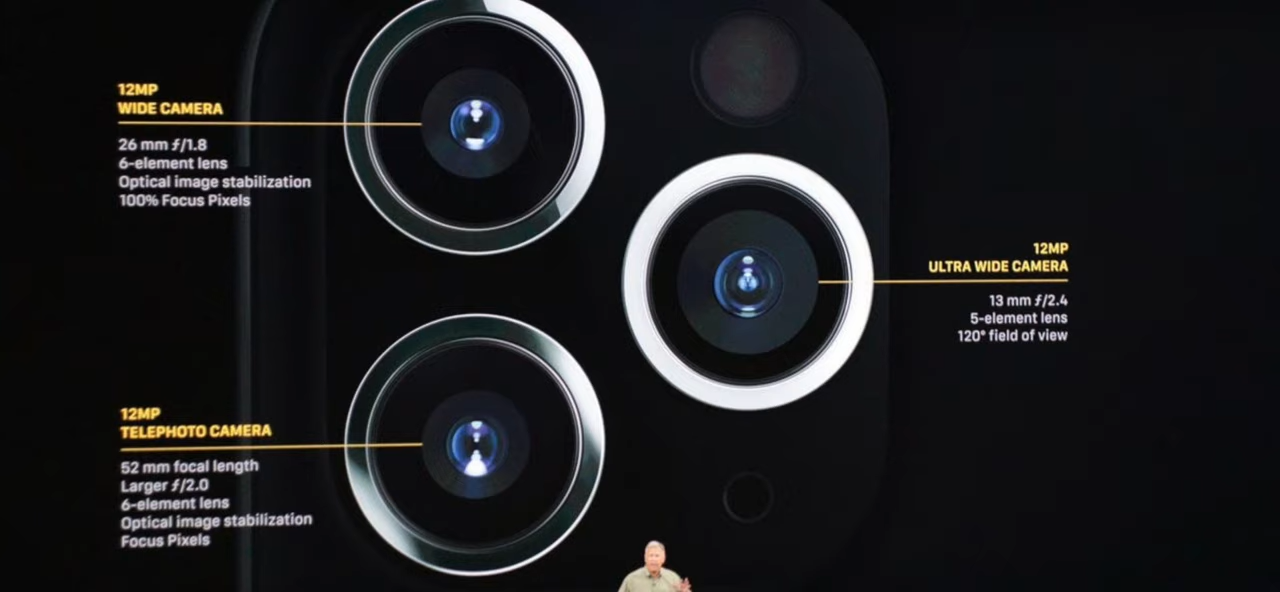 12MP
WIDE CAMERA
26 mm ƒ/1.8
6-element lens
Optical image stabilization
100% Focus Pixels
12MP
ULTRA WIDE CAMERA
13 mm ƒ/2.4
5-element lens
120° field of view
12MP
TELEPHOTO CAMERA
52 mm focal length
Larger ƒ/2.0
6-element lens
Optical image stabilization
Focus Pixels